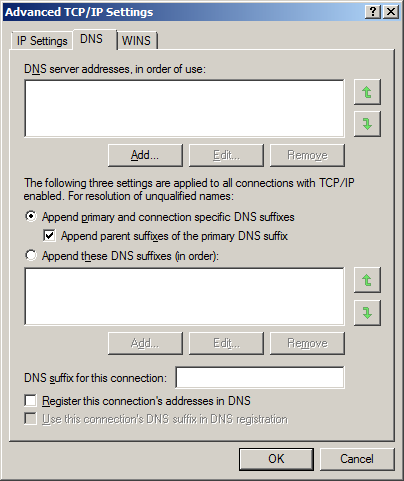 Advanced TCP/IP Settings
IP Settings
DNS
WINS
DNS server addresses, in order of use:
Add...
Edit...
Remove
The following three settings are applied to all connections with TCP/IP
enabled. For resolution of unqualified names:
Append primary and connection specific DNS suffixes
Append parent suffixes of the primary DNS suffix
Append these DNS suffixes (in order):
Add...
Edit...
Remove
DNS suffix for this connection:
Register this connection's addresses in DNS
Use this connection's DNS suffix in DNS registration
OK
Cancel